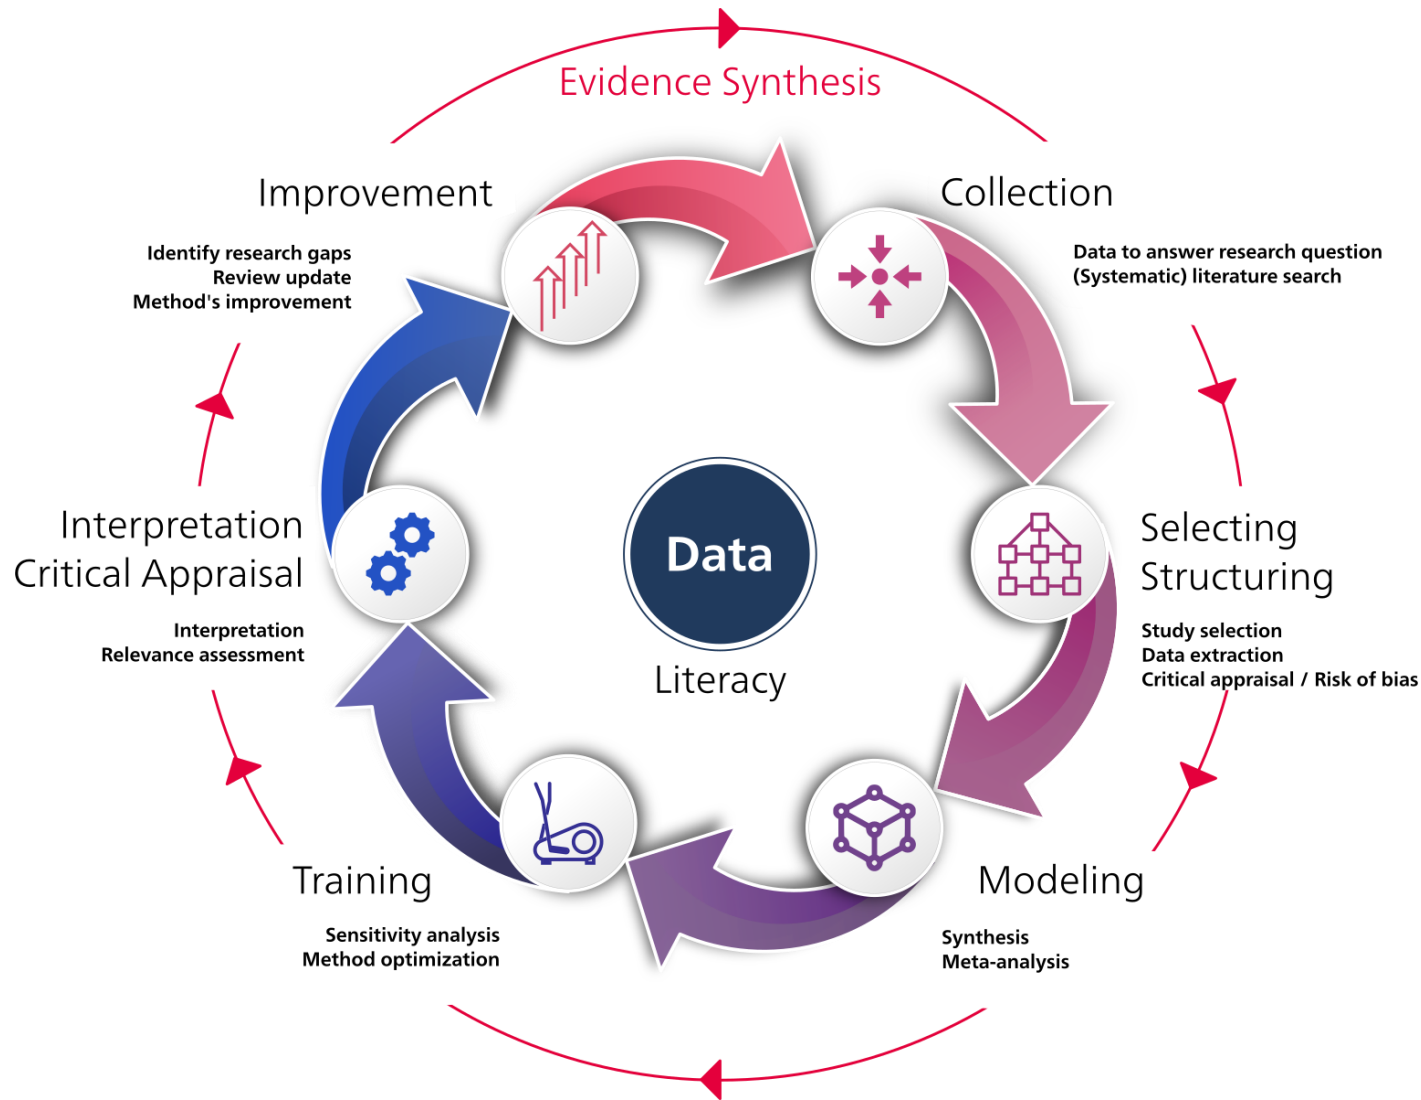 Evidence Synthesis
Improvement
Identify research gaps
Review update
Method's improvement
Collection
Data to answer research question
(Systematic) literature search
Selecting
Structuring
Study selection
Data extraction
Critical appraisal / Risk of bias
Modeling
Synthesis
Meta-analysis
Training
Sensitivity analysis
Method optimization
Interpretation
Critical Appraisal
Interpretation
Relevance assessment
Data
Literacy